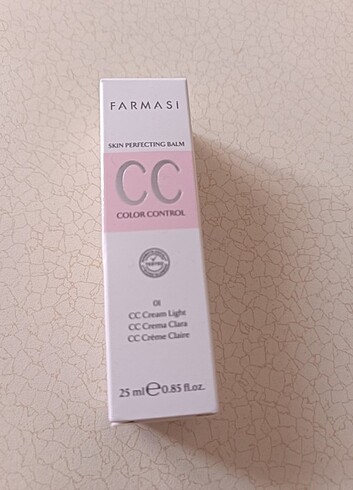 FARMASI
SKIN PERFECTING BALM
CC
COLOR CONTROL
TESTED
01
CC Cream Light
CC Crema Clara
CC Crème Claire
25 ml ℮ 0.85 fl.oz.